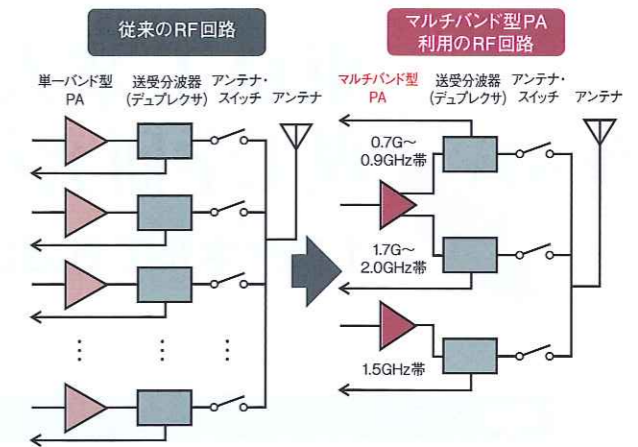 従来のRF回路
マルチバンド型PA
利用のRF回路
単一バンド型
PA
送受分波器
(デュプレクサ)
アンテナ・
スイッチ
アンテナ
マルチバンド型
PA
送受分波器
(デュプレクサ)
アンテナ・
スイッチ
アンテナ
0.7G～
0.9GHz帯
1.7G～
2.0GHz帯
1.5GHz帯